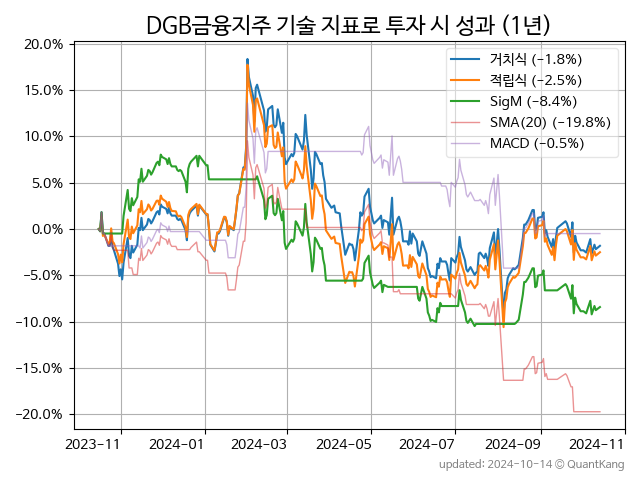 DGB금융지주 기술 지표로 투자 시 성과 (1년)
20.0%
15.0%
10.0%
5.0%
0.0%
−5.0%
−10.0%
−15.0%
−20.0%
거치식 (−1.8%)
적립식 (−2.5%)
SigM (−8.4%)
SMA(20) (−19.8%)
MACD (−0.5%)
2023-11
2024-01
2024-03
2024-05
2024-07
2024-09
2024-11
updated: 2024-10-14 © QuantKang